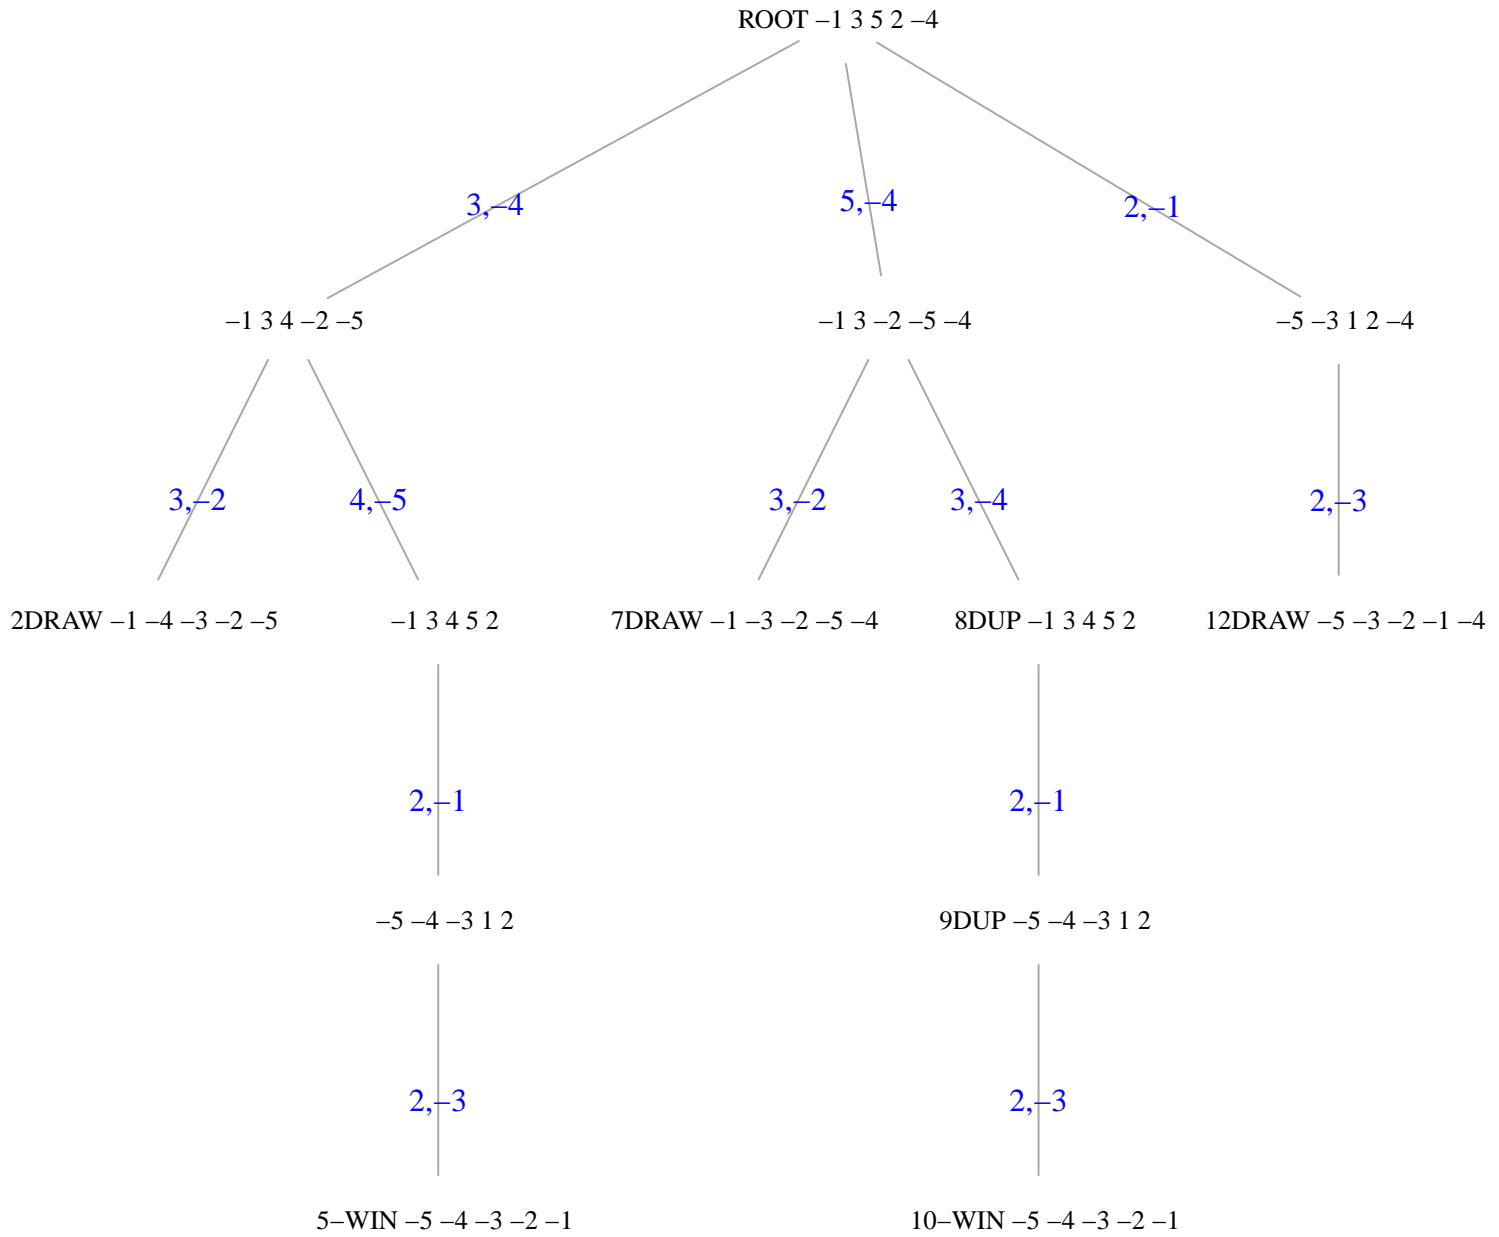 ROOT –1 3 5 2 –4
3,–4
5,–4
2,–1
–1 3 4 –2 –5
–1 3 –2 –5 –4
–5 –3 1 2 –4
3,–2
4,–5
3,–2
3,–4
2,–3
2DRAW –1 –4 –3 –2 –5
–1 3 4 5 2
7DRAW –1 –3 –2 –5 –4
8DUP –1 3 4 5 2
12DRAW –5 –3 –2 –1 –4
2,–1
2,–1
–5 –4 –3 1 2
9DUP –5 –4 –3 1 2
2,–3
2,–3
5–WIN –5 –4 –3 –2 –1
10–WIN –5 –4 –3 –2 –1